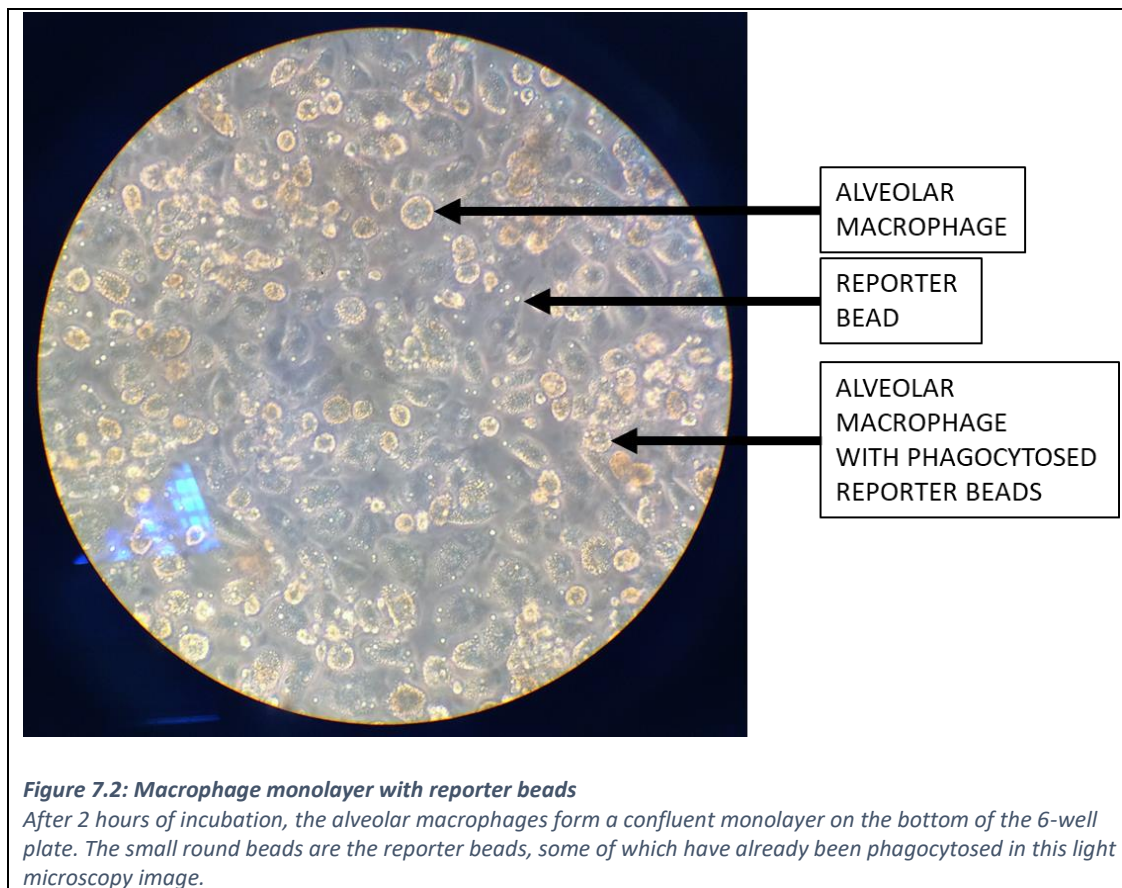 ALVEOLAR
MACROPHAGE
REPORTER
BEAD
ALVEOLAR
MACROPHAGE
WITH PHAGOCYTOSED
REPORTER BEADS
Figure 7.2: Macrophage monolayer with reporter beads
After 2 hours of incubation, the alveolar macrophages form a confluent monolayer on the bottom of the 6-well
plate. The small round beads are the reporter beads, some of which have already been phagocytosed in this light
microscopy image.